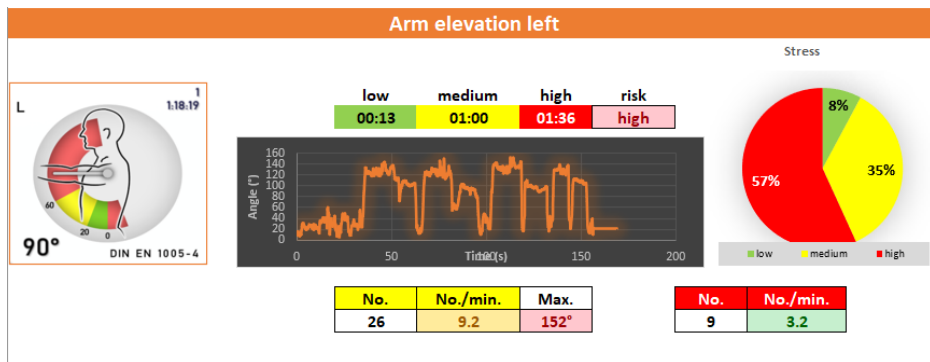 Arm elevation left
Stress
L
1
1:18:19
60
20
0
90°
DIN EN 1005-4
low medium high risk
00:13 01:00 01:36 high
160
140
120
100
80
60
40
20
0
Angle (°)
0 50 100 150 200
Time (s)
8%
35%
57%
low medium high
No. No./min. Max.
26 9.2 152°
No. No./min.
9 3.2